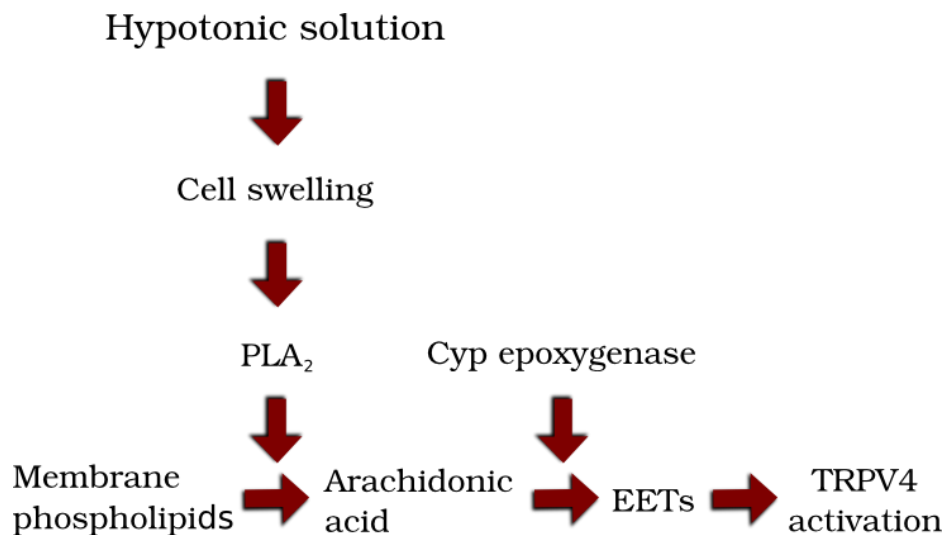 Hypotonic solution
Cell swelling
PLA₂
Cyp epoxygenase
Membrane
phospholipids
Arachidonic
acid
EETs
TRPV4
activation